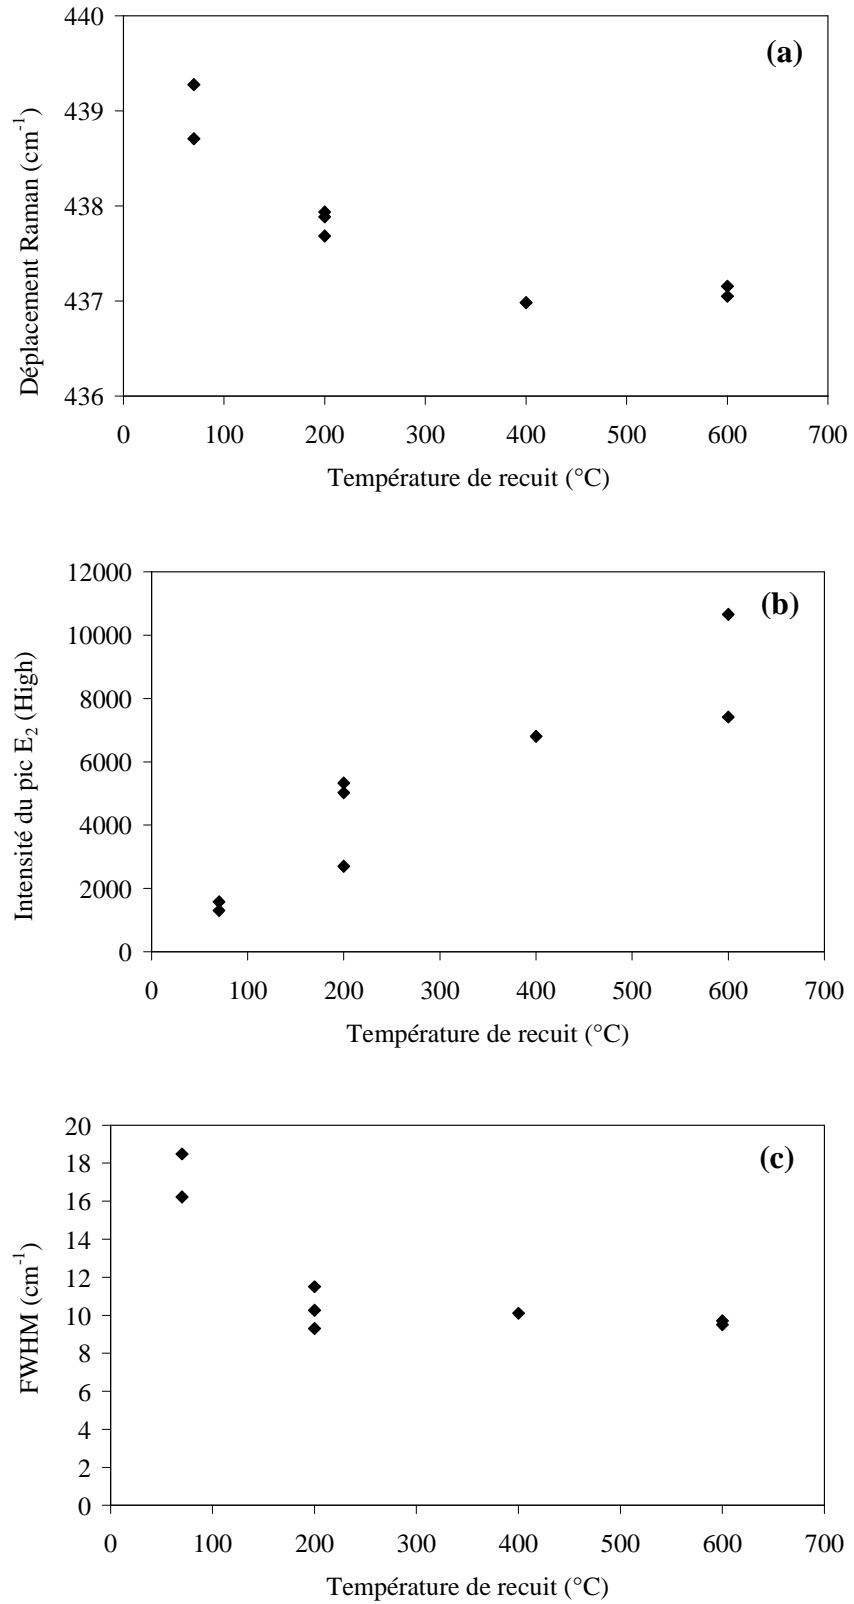 (a)
Déplacement Raman (cm-1)
440
439
438
437
436
0 100 200 300 400 500 600 700
Température de recuit (°C)
(b)
Intensité du pic E2 (High)
12000
10000
8000
6000
4000
2000
0
0 100 200 300 400 500 600 700
Température de recuit (°C)
(c)
FWHM (cm-1)
20
18
16
14
12
10
8
6
4
2
0
0 100 200 300 400 500 600 700
Température de recuit (°C)